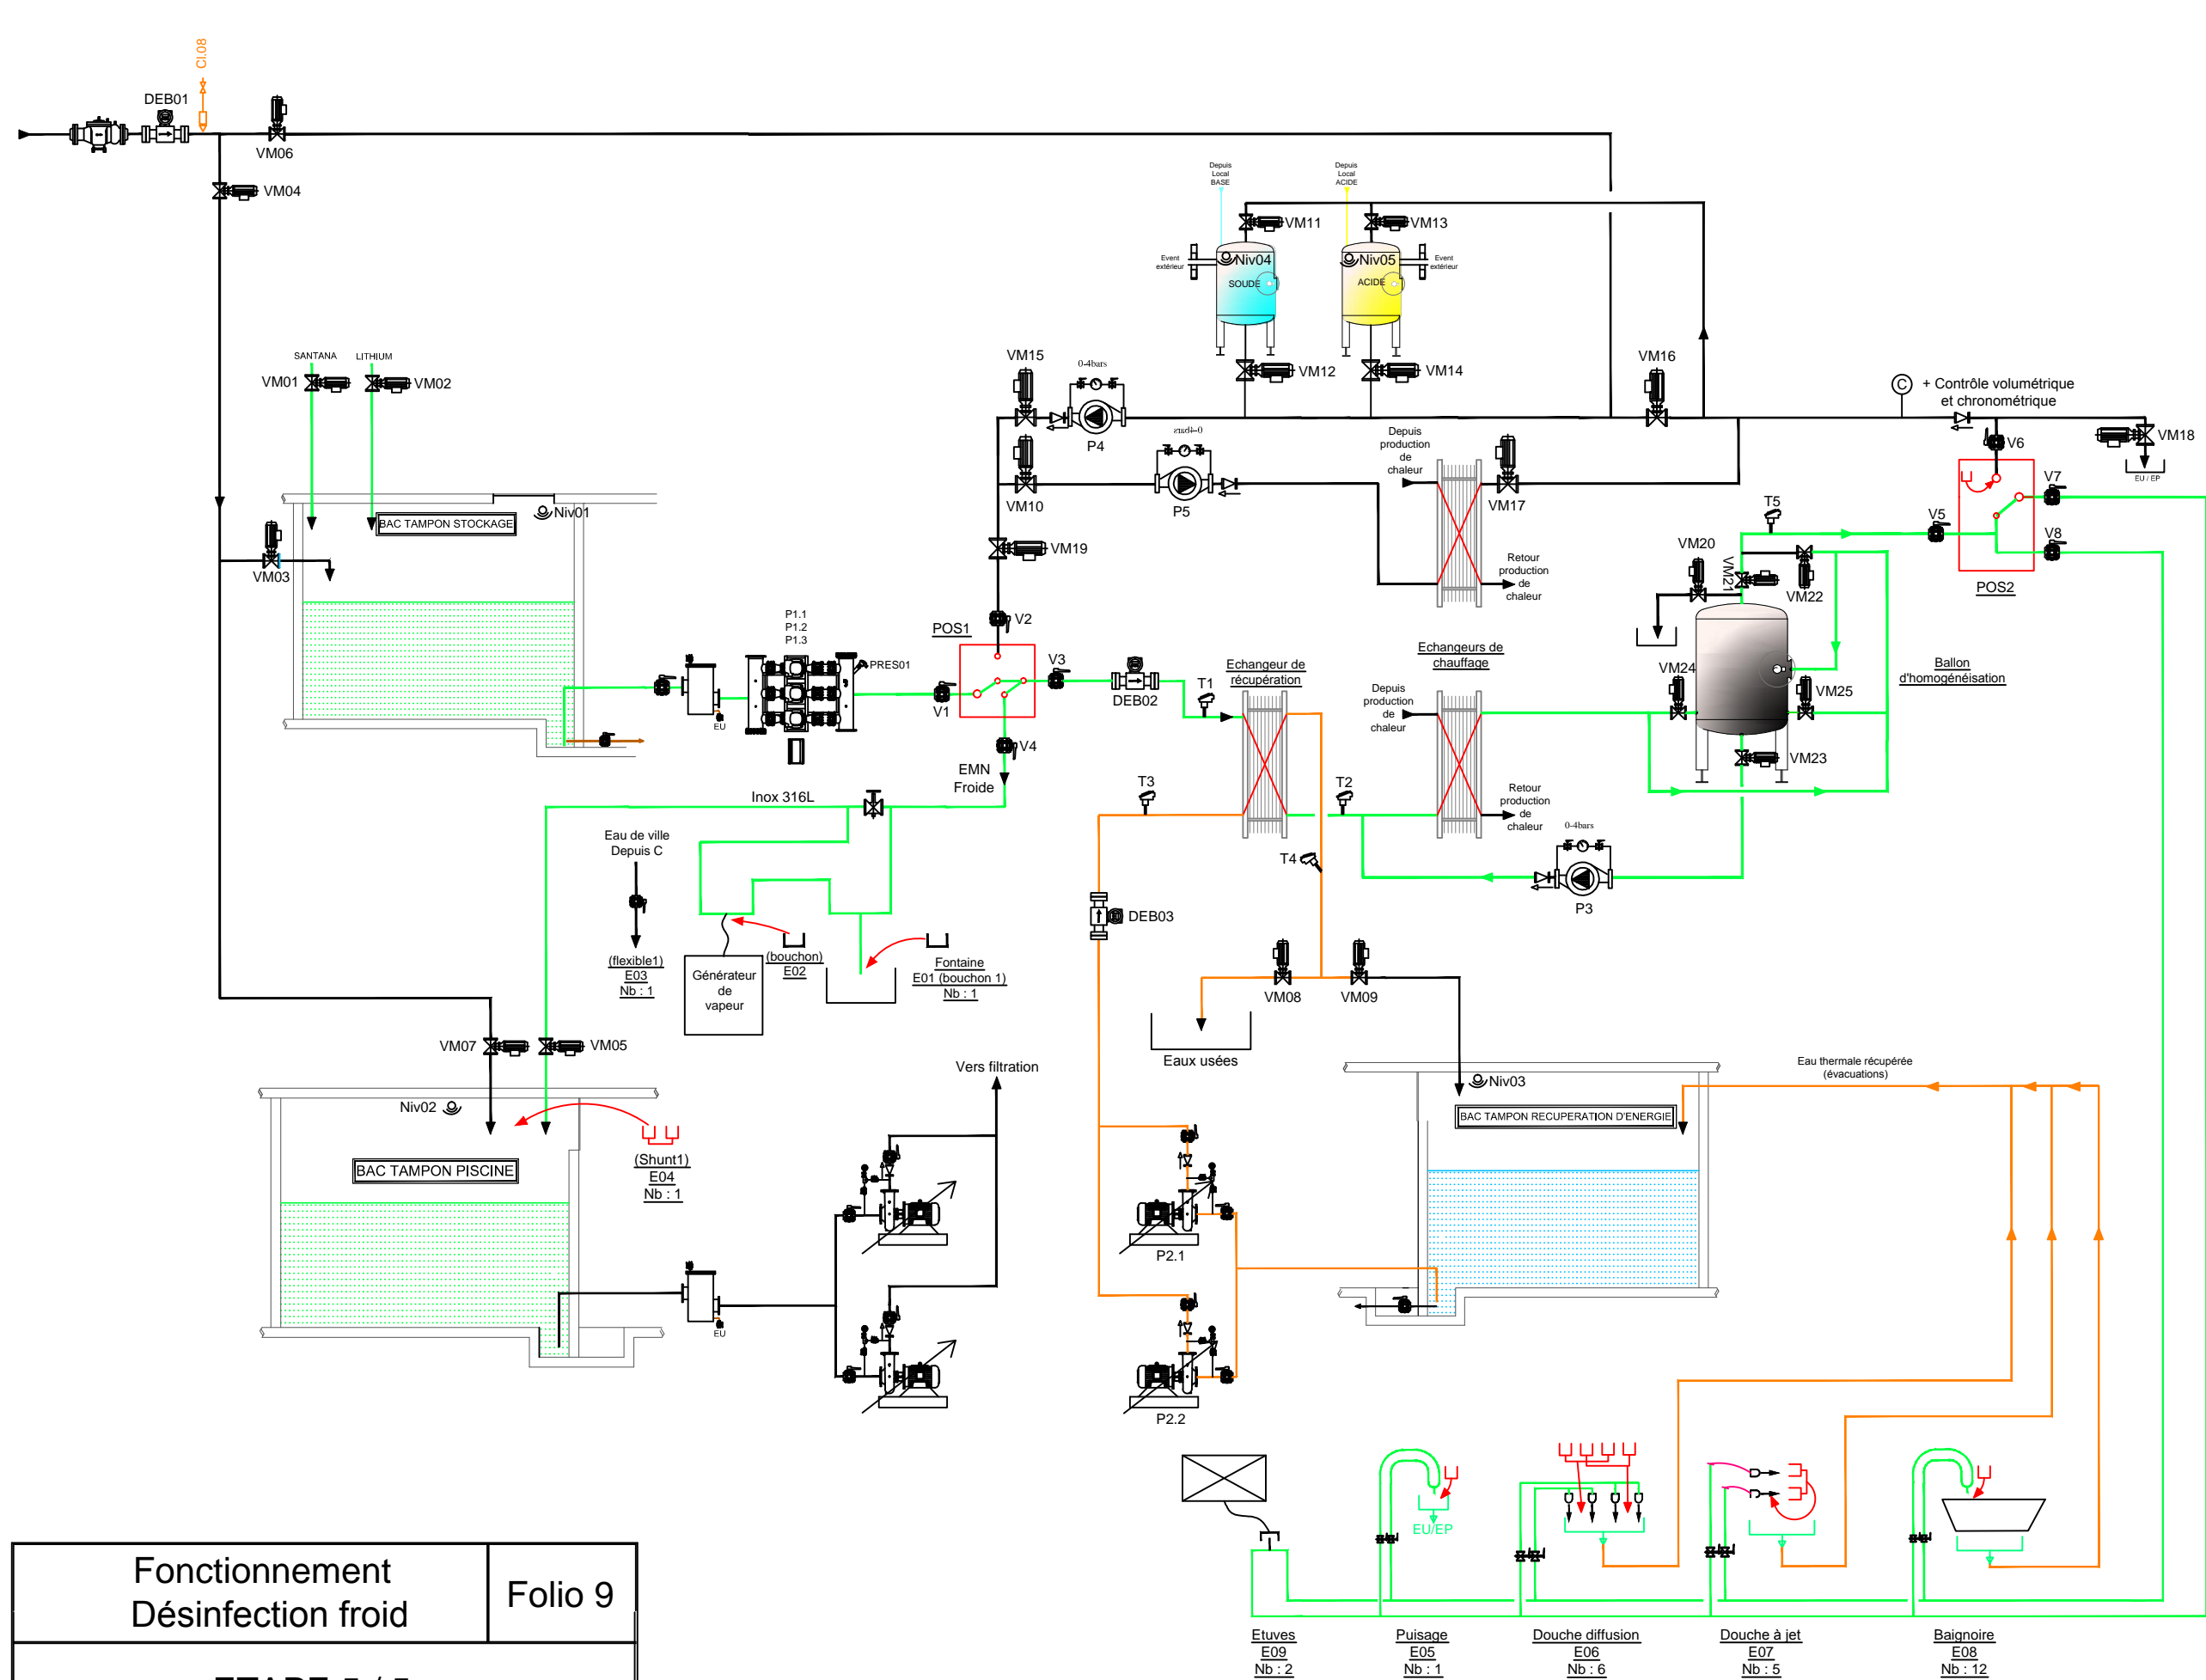 CI.08
DEB01
VM06
VM04
Depuis
Local
BASE
Depuis
Local
ACIDE
VM11
VM13
Event
extérieur
Niv04
SOUDE
Niv05
ACIDE
Event
extérieur
SANTANA
LITHIUM
VM01
VM02
VM15
0-4bars
VM12
VM14
VM16
C
+ Contrôle volumétrique
et chronométrique
P4
VM18
EU / EP
V6
0-4bars
Depuis
production
de
chaleur
VM10
P5
VM17
V7
V5
V8
POS2
T5
Niv01
BAC TAMPON STOCKAGE
VM19
VM03
Retour
production
de
chaleur
VM20
VM21
VM22
P1.1
P1.2
P1.3
PRES01
POS1
V2
V3
V1
V4
DEB02
T1
Echangeur de
récupération
Echangeurs de
chauffage
Depuis
production
de
chaleur
VM24
VM25
VM23
Ballon
d'homogénéisation
EU
EMN
Froide
Inox 316L
T3
T2
Retour
production
de
chaleur
0-4bars
T4
P3
Eau de ville
Depuis C
DEB03
(flexible1)
E03
Nb : 1
Générateur
de
vapeur
(bouchon)
E02
Fontaine
E01 (bouchon 1)
Nb : 1
VM08
VM09
Eaux usées
VM07
VM05
Vers filtration
Eau thermale récupérée
(évacuations)
Niv02
Niv03
BAC TAMPON RECUPERATION D'ENERGIE
BAC TAMPON PISCINE
(Shunt1)
E04
Nb : 1
P2.1
EU
P2.2
EU/EP
Fonctionnement
Désinfection froid
Folio 9
Etuves
E09
Nb : 2
Puisage
E05
Nb : 1
Douche diffusion
E06
Nb : 6
Douche à jet
E07
Nb : 5
Baignoire
E08
Nb : 12